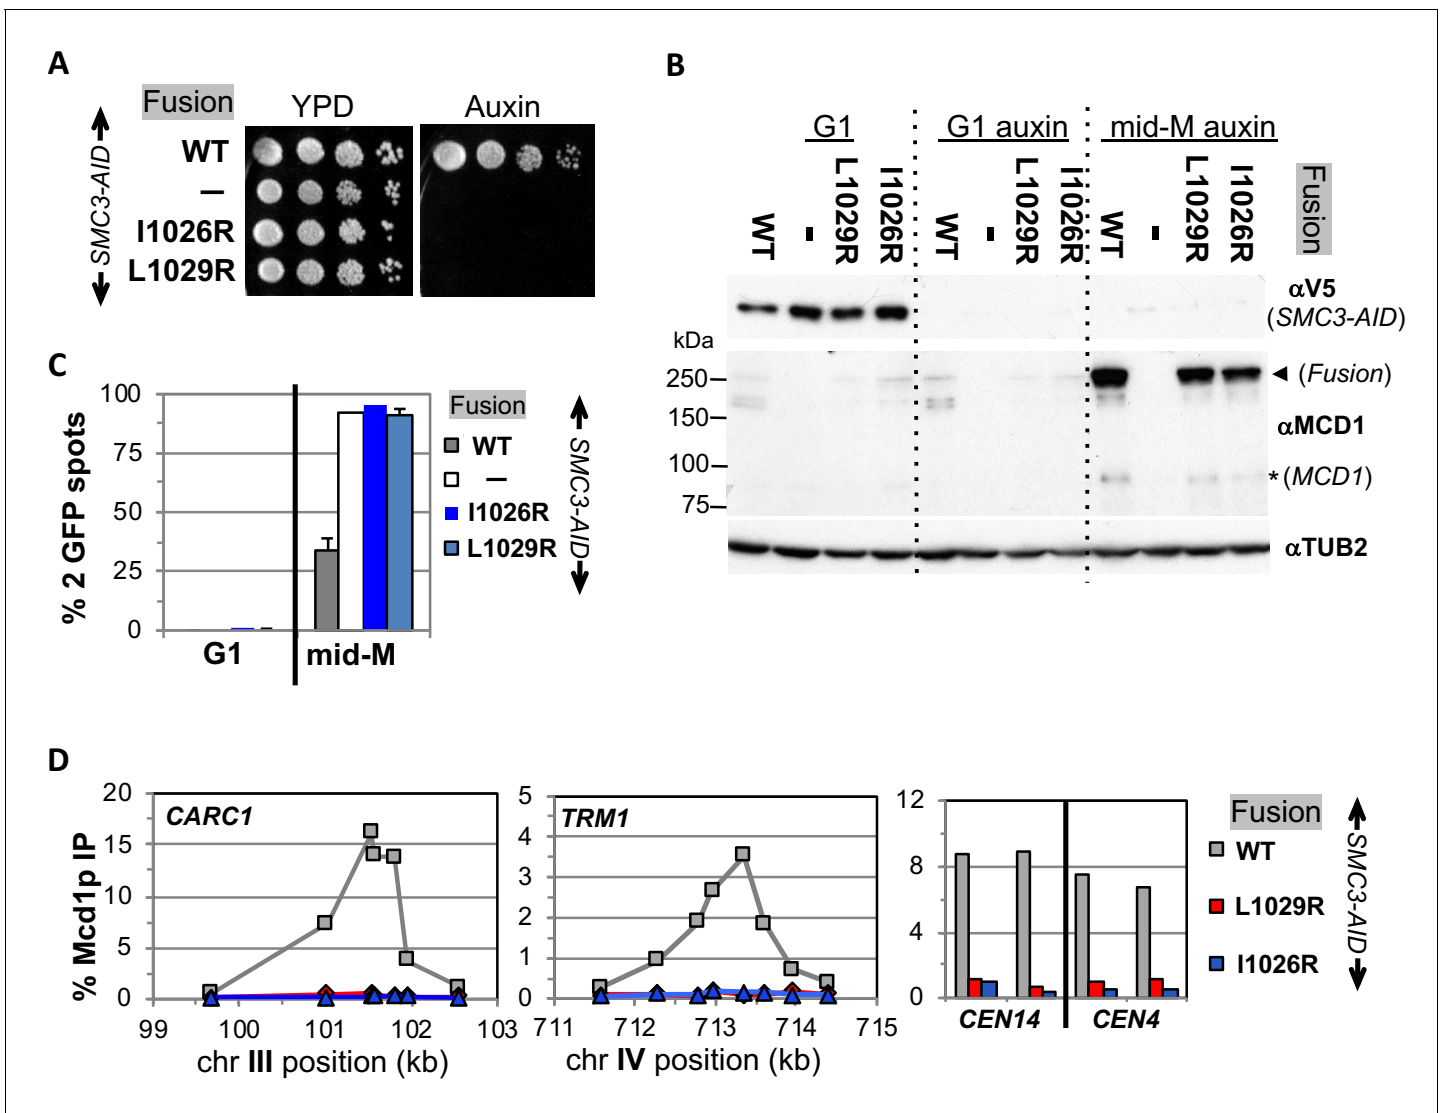 A
Fusion
YPD
Auxin
SMC3-AID
WT
–
I1026R
L1029R
B
G1
G1 auxin
mid-M auxin
WT
-
L1029R
I1026R
WT
-
L1029R
I1026R
WT
-
L1029R
I1026R
Fusion
αV5
(SMC3-AID)
kDa
250
150
100
75
(Fusion)
αMCD1
*(MCD1)
αTUB2
C
% 2 GFP spots
100
75
50
25
0
G1
mid-M
Fusion
WT
–
I1026R
L1029R
SMC3-AID
D
% Mcd1p IP
20
15
10
5
0
CARC1
99 100 101 102 103
chr III position (kb)
5
4
3
2
1
0
TRM1
711 712 713 714 715
chr IV position (kb)
12
8
4
0
CEN14 CEN4
Fusion
WT
L1029R
I1026R
SMC3-AID